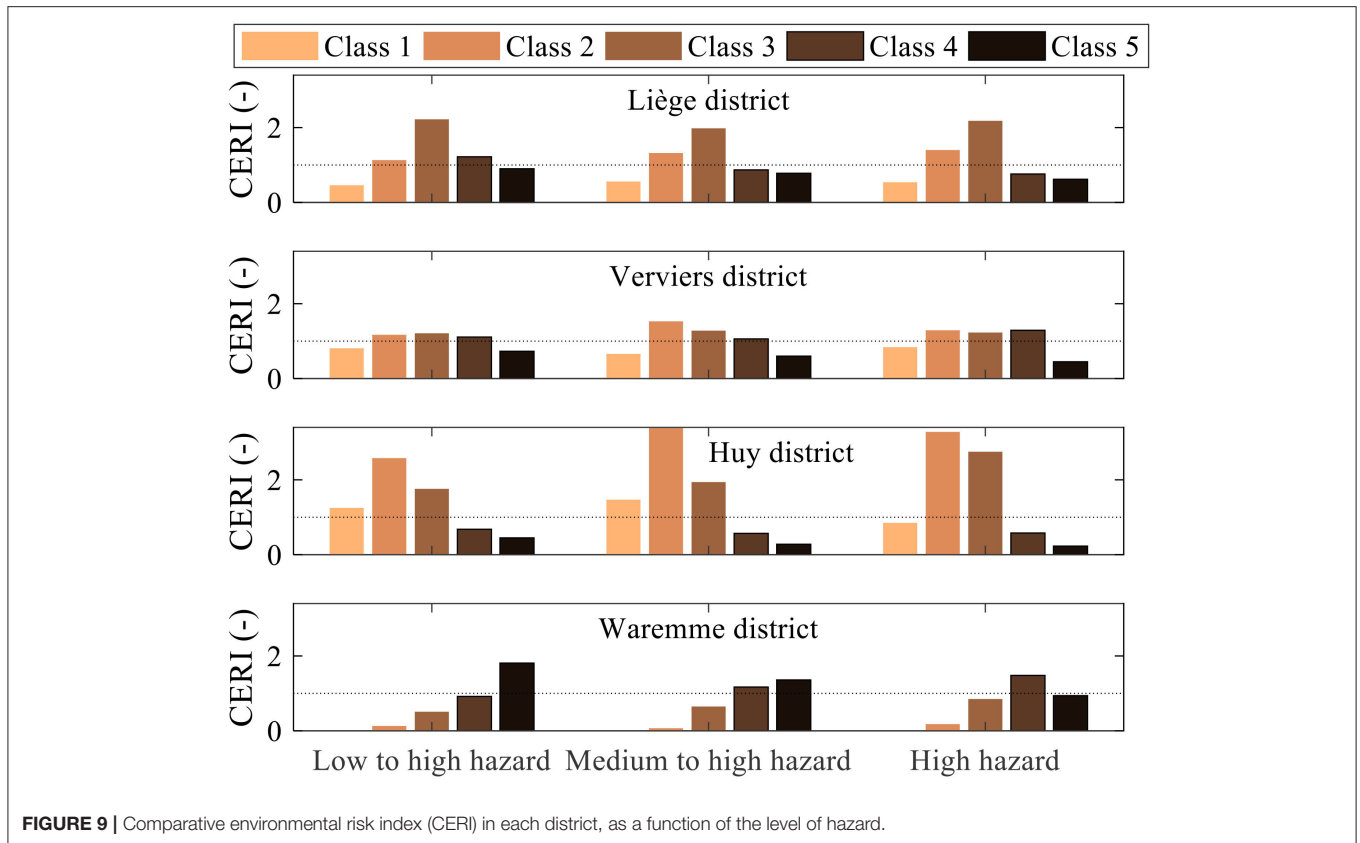 Class 1 Class 2 Class 3 Class 4 Class 5
Liège district
CERI (-)
2
0
Verviers district
CERI (-)
2
0
Huy district
CERI (-)
2
0
Waremme district
CERI (-)
2
0
Low to high hazard Medium to high hazard High hazard
FIGURE 9 | Comparative environmental risk index (CERI) in each district, as a function of the level of hazard.